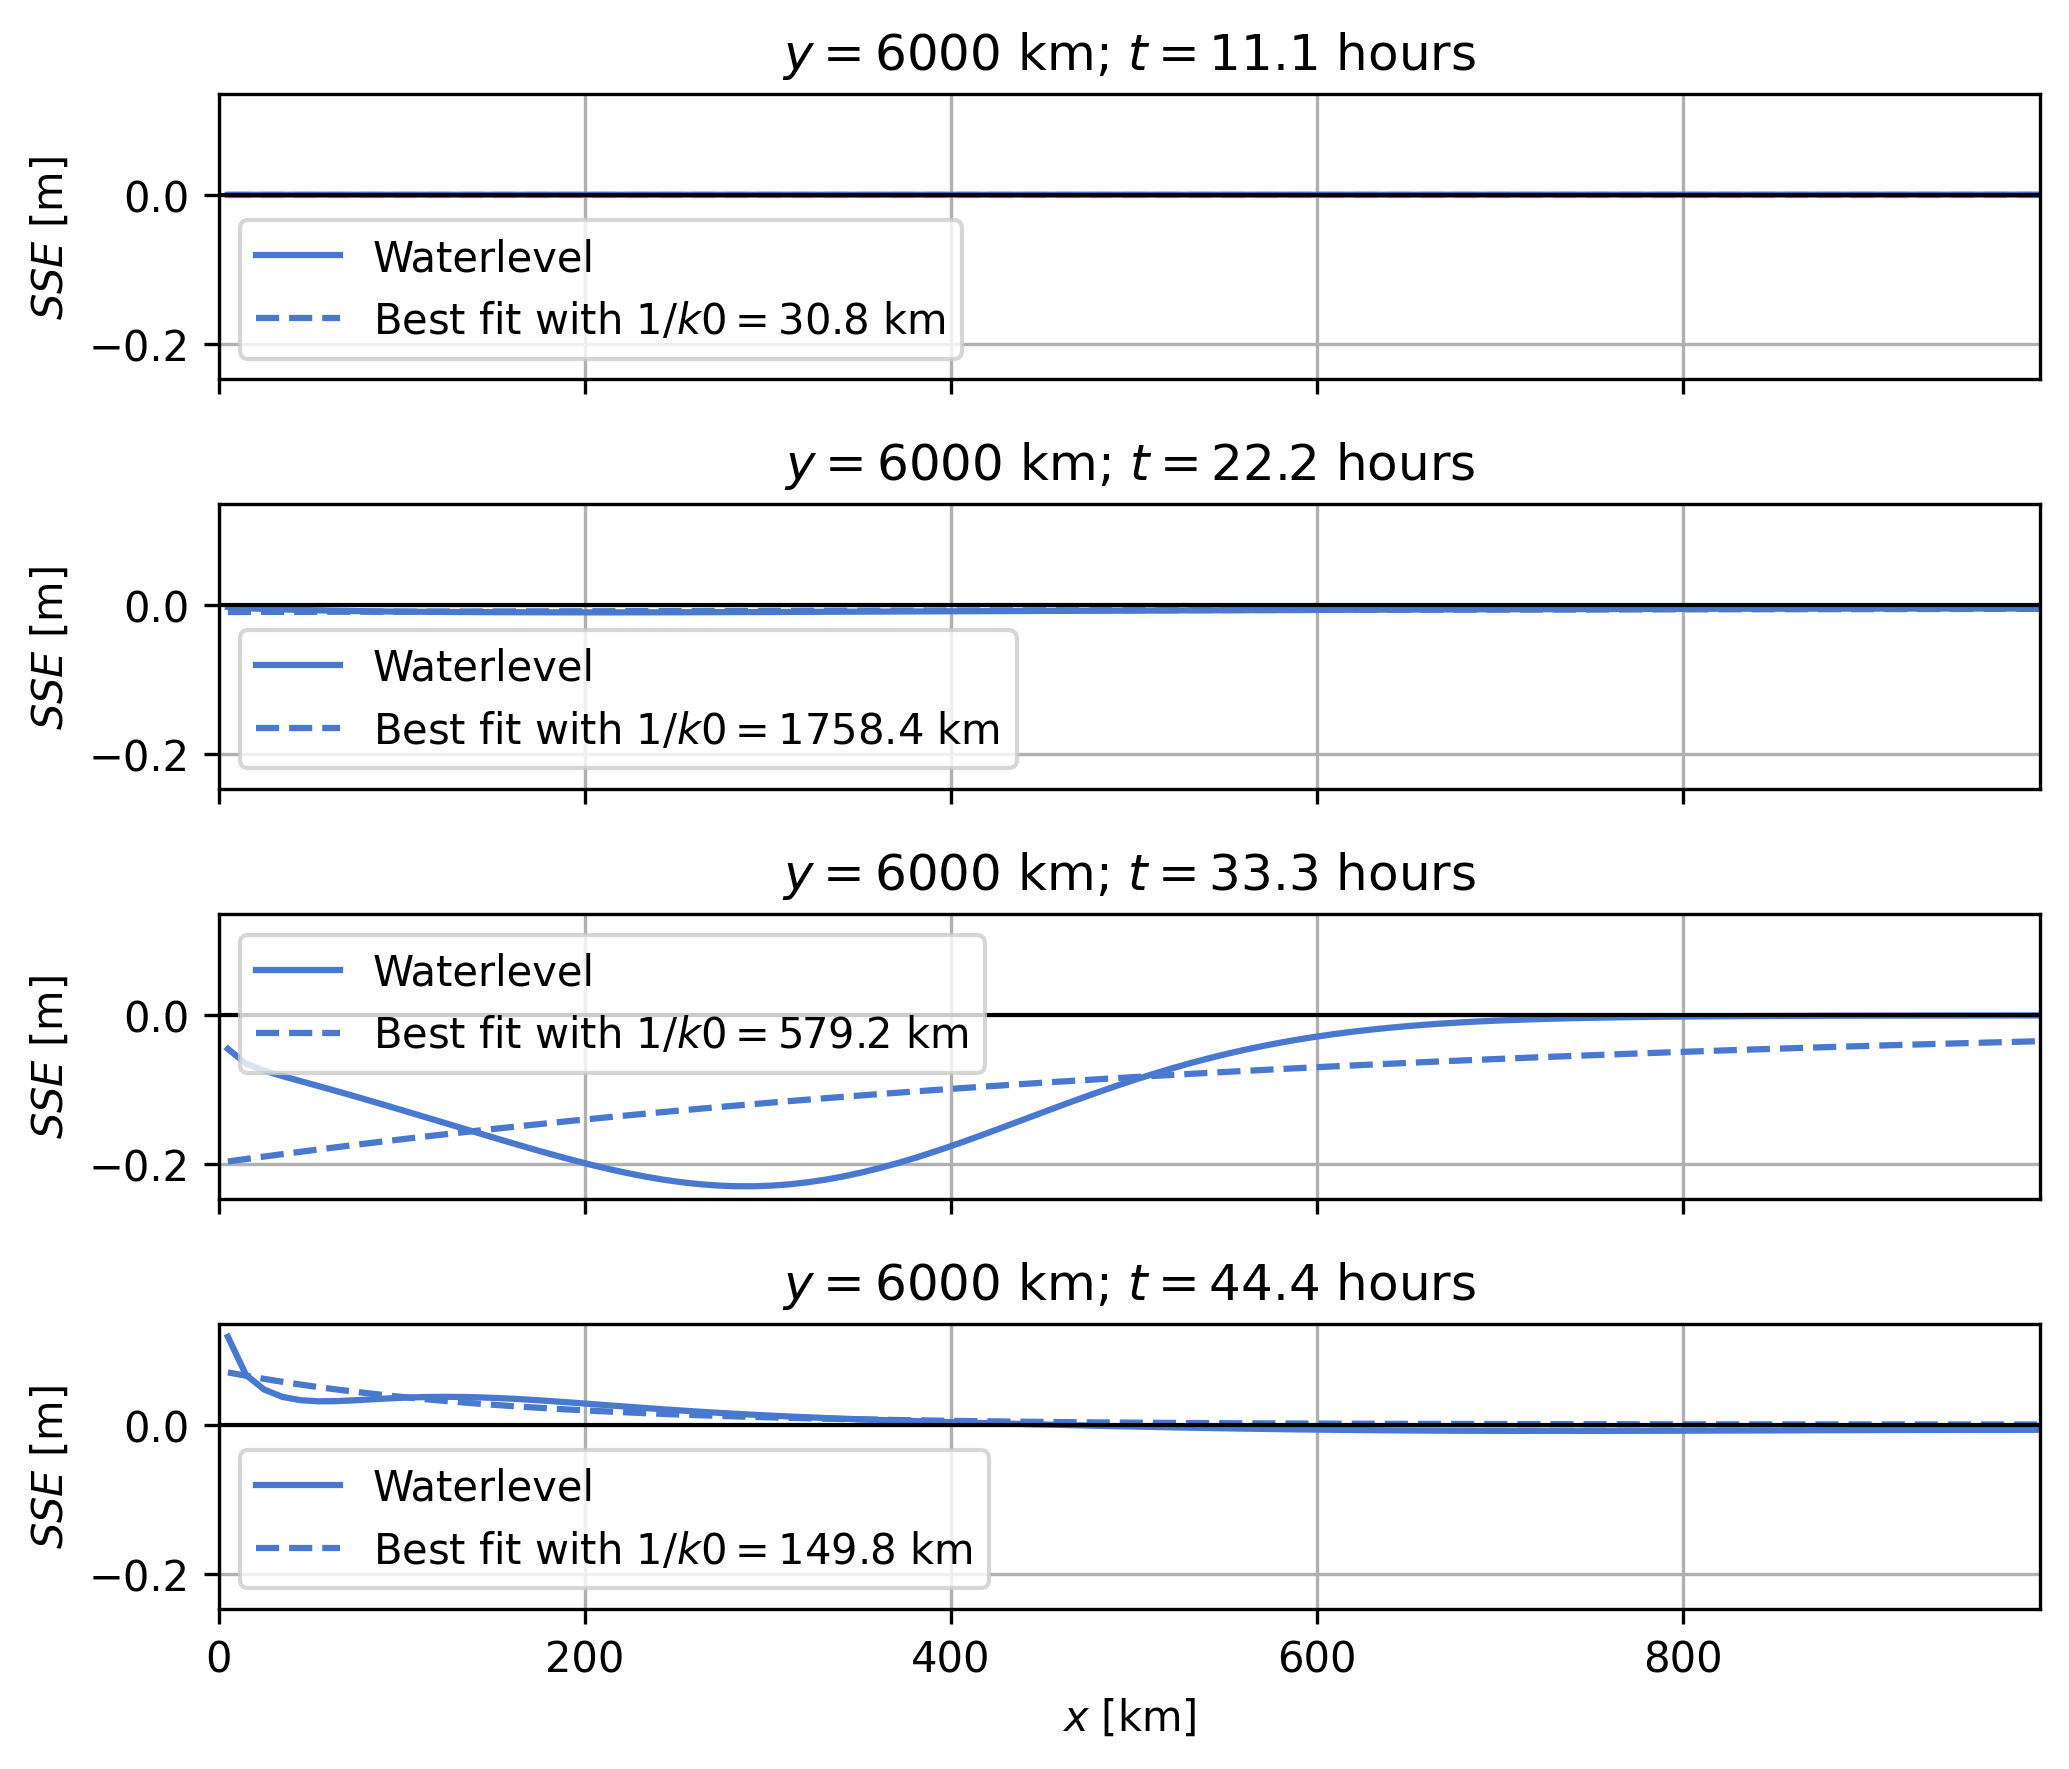 y = 6000 km; t = 11.1 hours
SSE [m]
0.0
−0.2
Waterlevel
Best fit with 1/k0 = 30.8 km
y = 6000 km; t = 22.2 hours
SSE [m]
0.0
−0.2
Waterlevel
Best fit with 1/k0 = 1758.4 km
y = 6000 km; t = 33.3 hours
SSE [m]
0.0
−0.2
Waterlevel
Best fit with 1/k0 = 579.2 km
y = 6000 km; t = 44.4 hours
SSE [m]
0.0
−0.2
Waterlevel
Best fit with 1/k0 = 149.8 km
0 200 400 600 800
x [km]